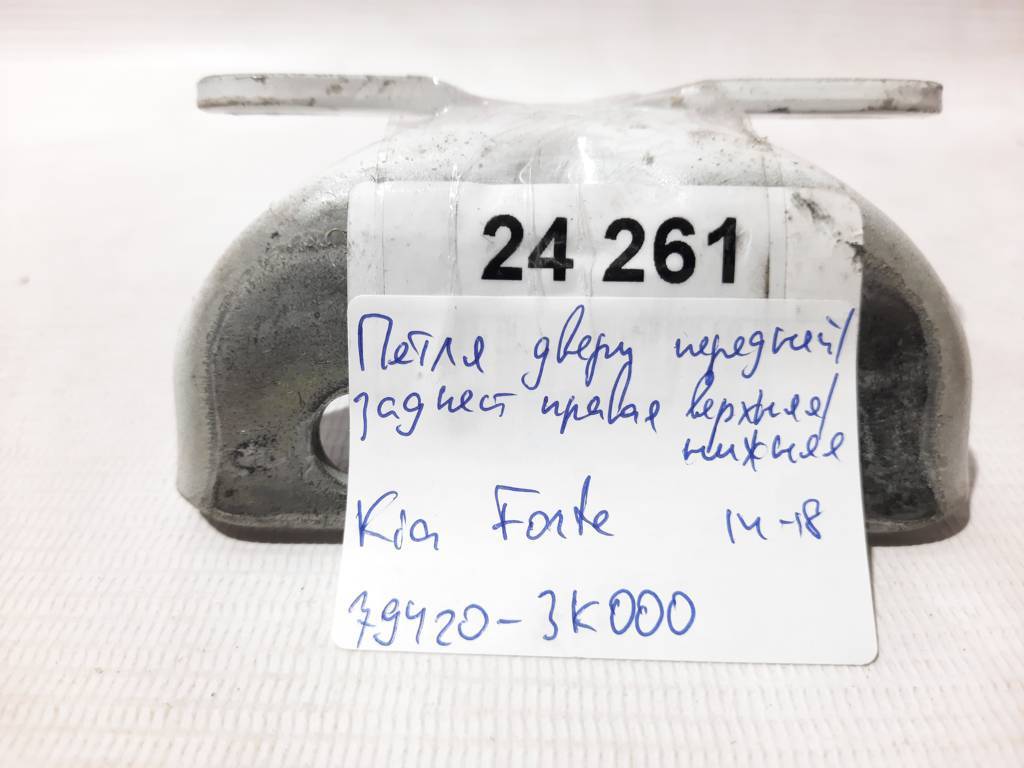 24 261
Петля двери передней/
задней правая верхняя/
нижняя
Kia Forte 14-18
79420-3K000